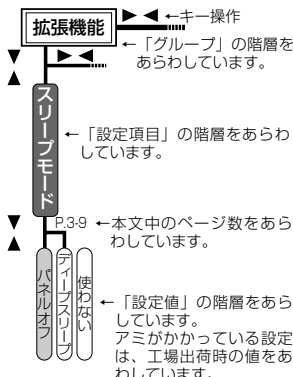 拡張機能
←キー操作
←「グループ」の階層を
あらわしています。
スリープモード
←「設定項目」の階層をあらわ
しています。
P.3-9
←本文中のページ数をあら
わしています。
パネルオフ
ディープスリープ
使わない
←「設定値」の階層をあら
しています。
アミがかかっている設定
は、工場出荷時の値をあ
わしています。